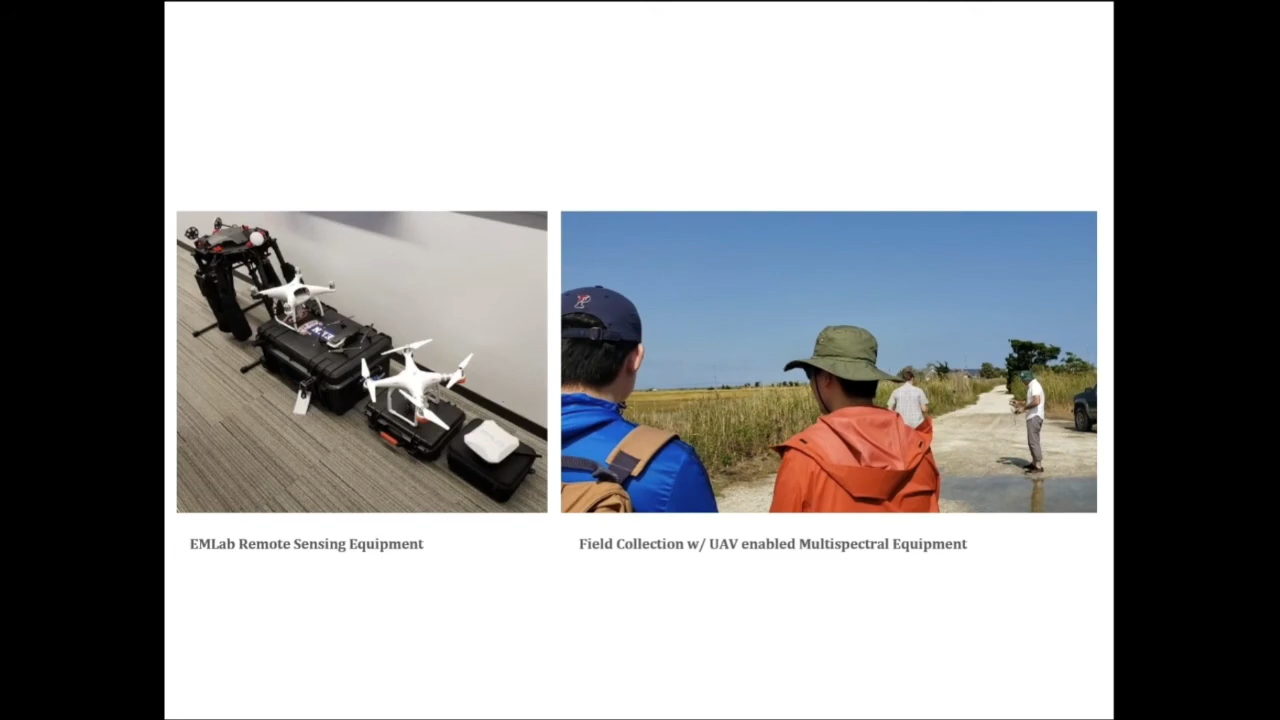 EMLab Remote Sensing Equipment
Field Collection w/ UAV enabled Multispectral Equipment